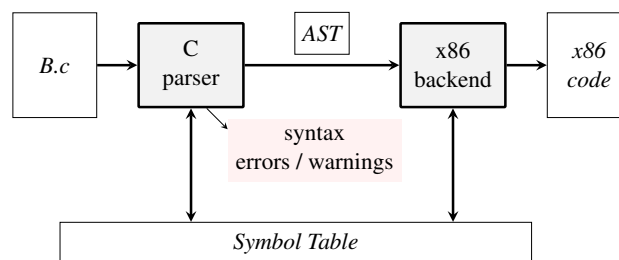 B.c
C
parser
AST
x86
backend
x86
code
syntax
errors / warnings
Symbol Table